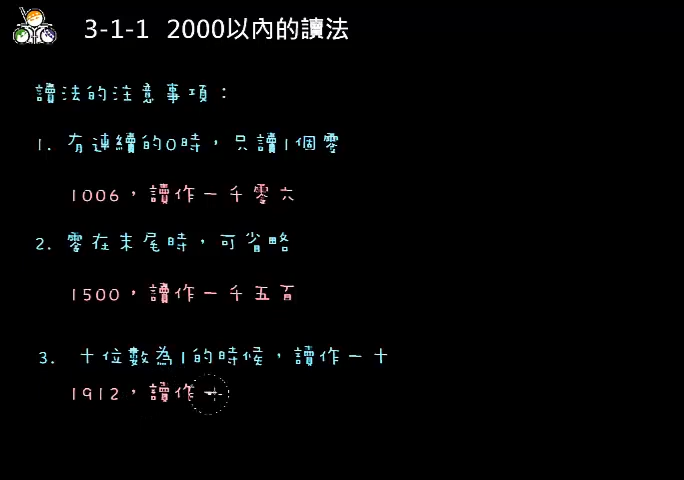 3-1-1 2000以內的讀法
讀法的注意事項：
1. 有連續的0時，只讀1個零
1006，讀作一千零六
2. 零在末尾時，可省略
1500，讀作一千五百
3. 十位數為1的時候，讀作一十
1912，讀作一